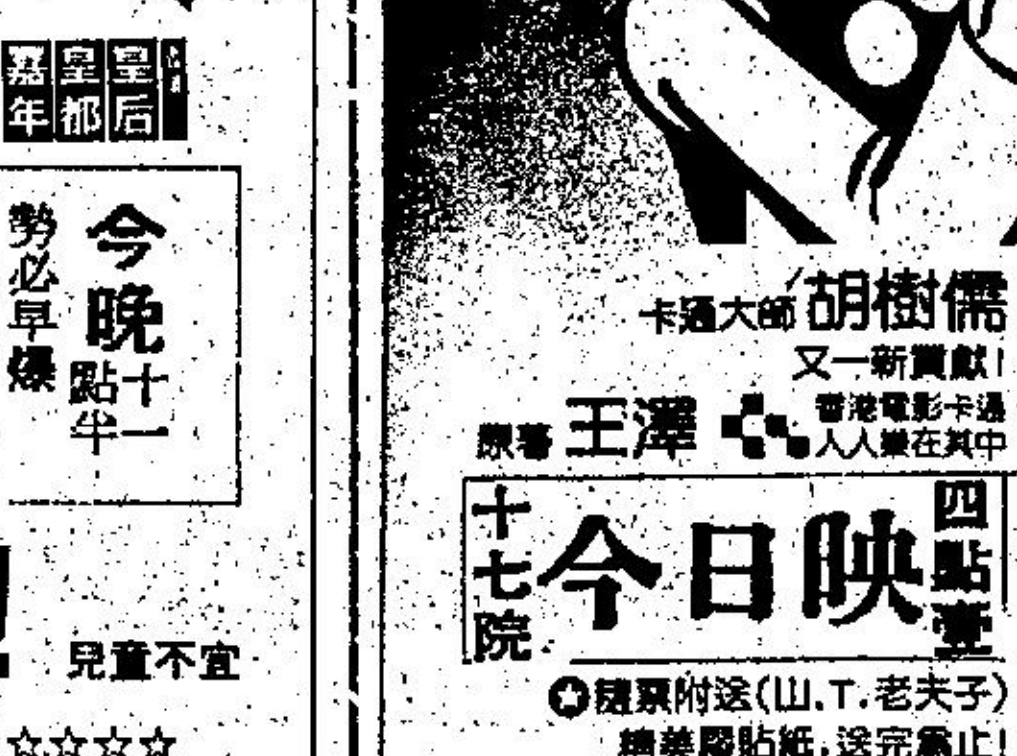 皇后
皇都
嘉年
今晚
十一
點半
勢必早爆
兒童不宜
☆☆☆☆
卡通大師 胡樹儒
又一新貢獻！
原著 王澤
香港電影卡通
人人樂在其中
十七院
今日映
四點
隨票附送(山.T.老夫子)
精美膠貼紙,送完為止！